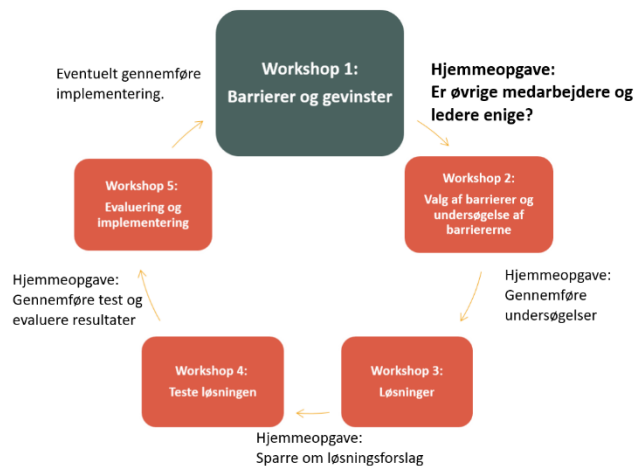 Workshop 1:
Barrierer og gevinster
Hjemmeopgave:
Er øvrige medarbejdere og
ledere enige?
Workshop 2:
Valg af barrierer og
undersøgelse af
barriererne
Hjemmeopgave:
Gennemføre
undersøgelser
Workshop 3:
Løsninger
Hjemmeopgave:
Sparre om løsningsforslag
Workshop 4:
Teste løsningen
Hjemmeopgave:
Gennemføre test og
evaluere resultater
Workshop 5:
Evaluering og
implementering
Eventuelt gennemføre
implementering.